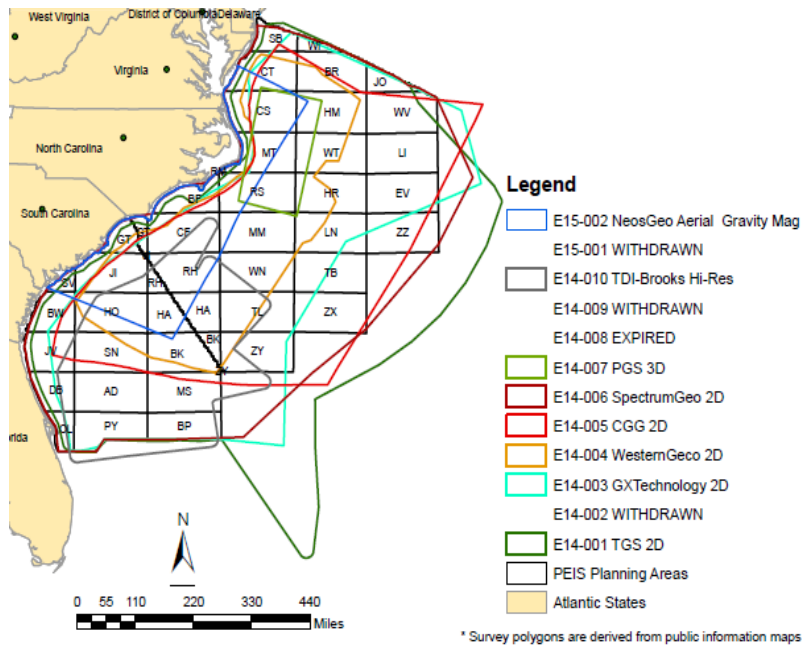 District of Columbia Delaware
West Virginia
Virginia
North Carolina
South Carolina
SB
CT BR
JO
CS HM WV
MT WT LI
RS HR EV
BF
GT GT CF MM LN ZZ
JI RH WN TB
SV RH
BW HO HA HA TL ZX
BK
SN BK ZY
DB AD MS
PY BP
N
0 55 110 220 330 440
Miles
Legend
E15-002 NeosGeo Aerial Gravity Mag
E15-001 WITHDRAWN
E14-010 TDI-Brooks Hi-Res
E14-009 WITHDRAWN
E14-008 EXPIRED
E14-007 PGS 3D
E14-006 SpectrumGeo 2D
E14-005 CGG 2D
E14-004 WesternGeco 2D
E14-003 GXTechnology 2D
E14-002 WITHDRAWN
E14-001 TGS 2D
PEIS Planning Areas
Atlantic States
* Survey polygons are derived from public information maps